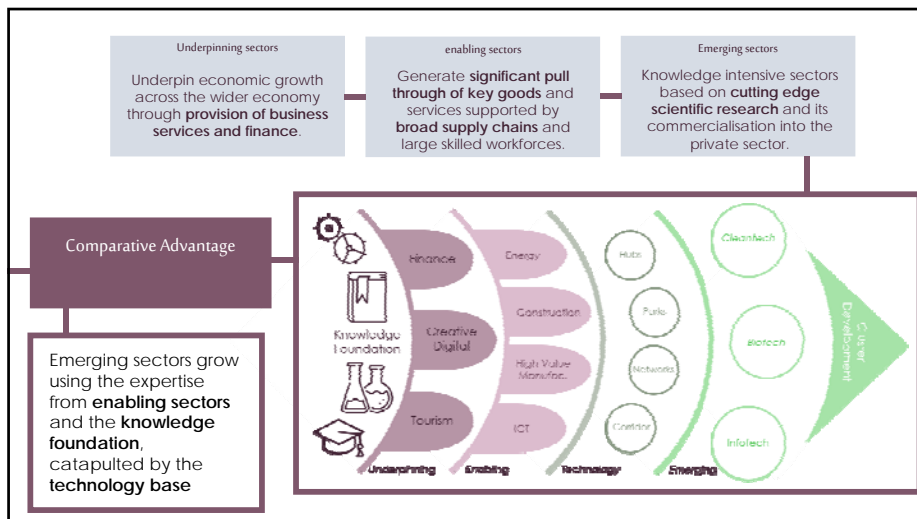 Underpinning sectors
Underpin economic growth
across the wider economy
through provision of business
services and finance.
enabling sectors
Generate significant pull
through of key goods and
services supported by
broad supply chains and
large skilled workforces.
Emerging sectors
Knowledge intensive sectors
based on cutting edge
scientific research and its
commercialisation into the
private sector.
Comparative Advantage
Emerging sectors grow
using the expertise
from enabling sectors
and the knowledge
foundation,
catapulted by the
technology base
Knowledge
Foundation
Finance
Creative
Digital
Tourism
Energy
Construction
High Value
Manufac..
ICT
Hubs
Parks
Networks
Corridor
Cleantech
Biotech
Infotech
Cluster
Development
Underpinning
Enabling
Technology
Emerging